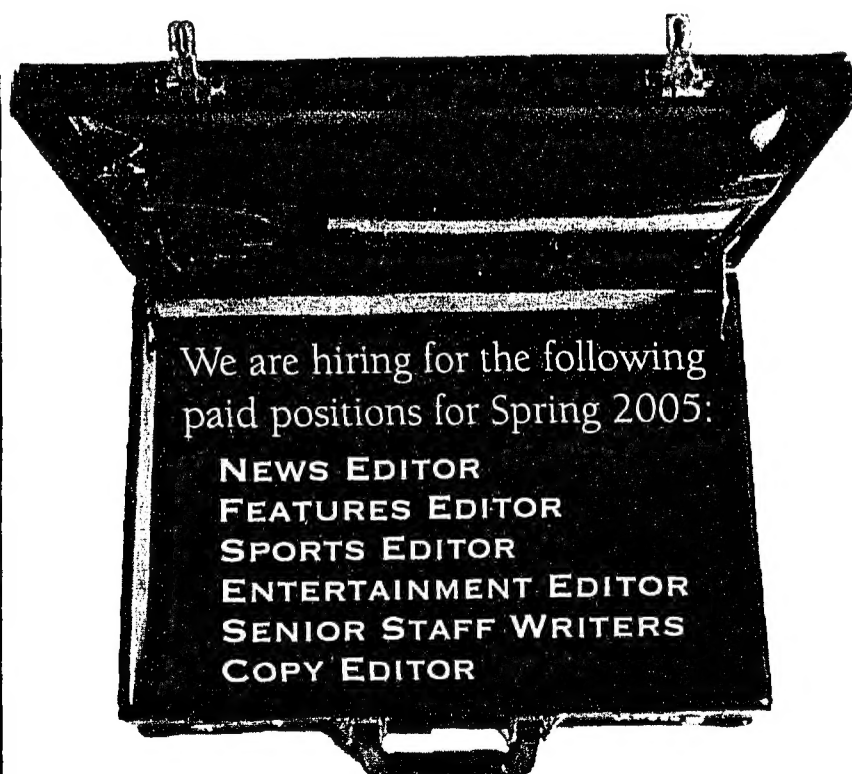 We are hiring for the following
paid positions for Spring 2005:
NEWS EDITOR
FEATURES EDITOR
SPORTS EDITOR
ENTERTAINMENT EDITOR
SENIOR STAFF WRITERS
COPY EDITOR